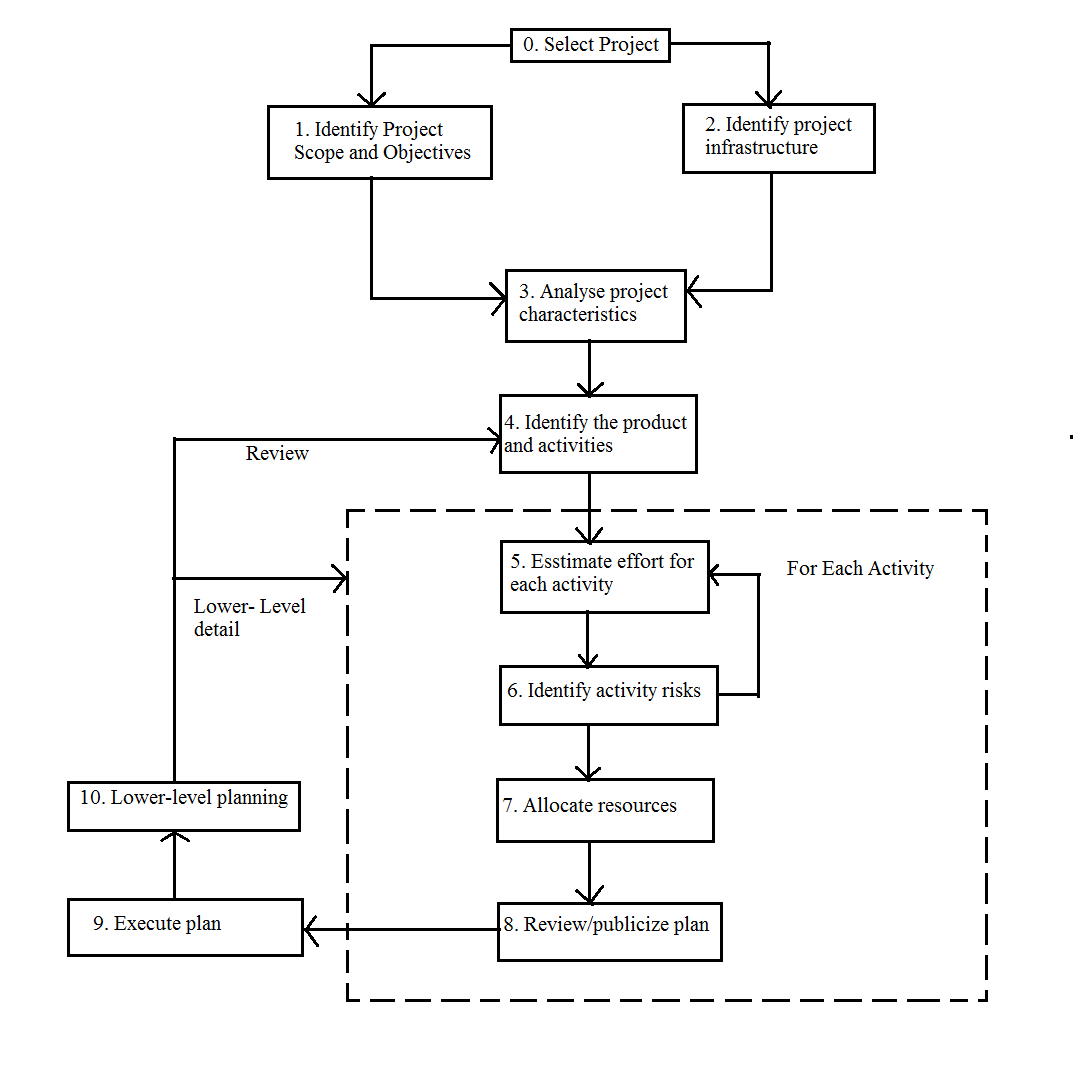 0. Select Project
1. Identify Project
Scope and Objectives
2. Identify project
infrastructure
3. Analyse project
characteristics
4. Identify the product
and activities
Review
5. Esstimate effort for
each activity
For Each Activity
Lower- Level
detail
6. Identify activity risks
7. Allocate resources
10. Lower-level planning
8. Review/publicize plan
9. Execute plan